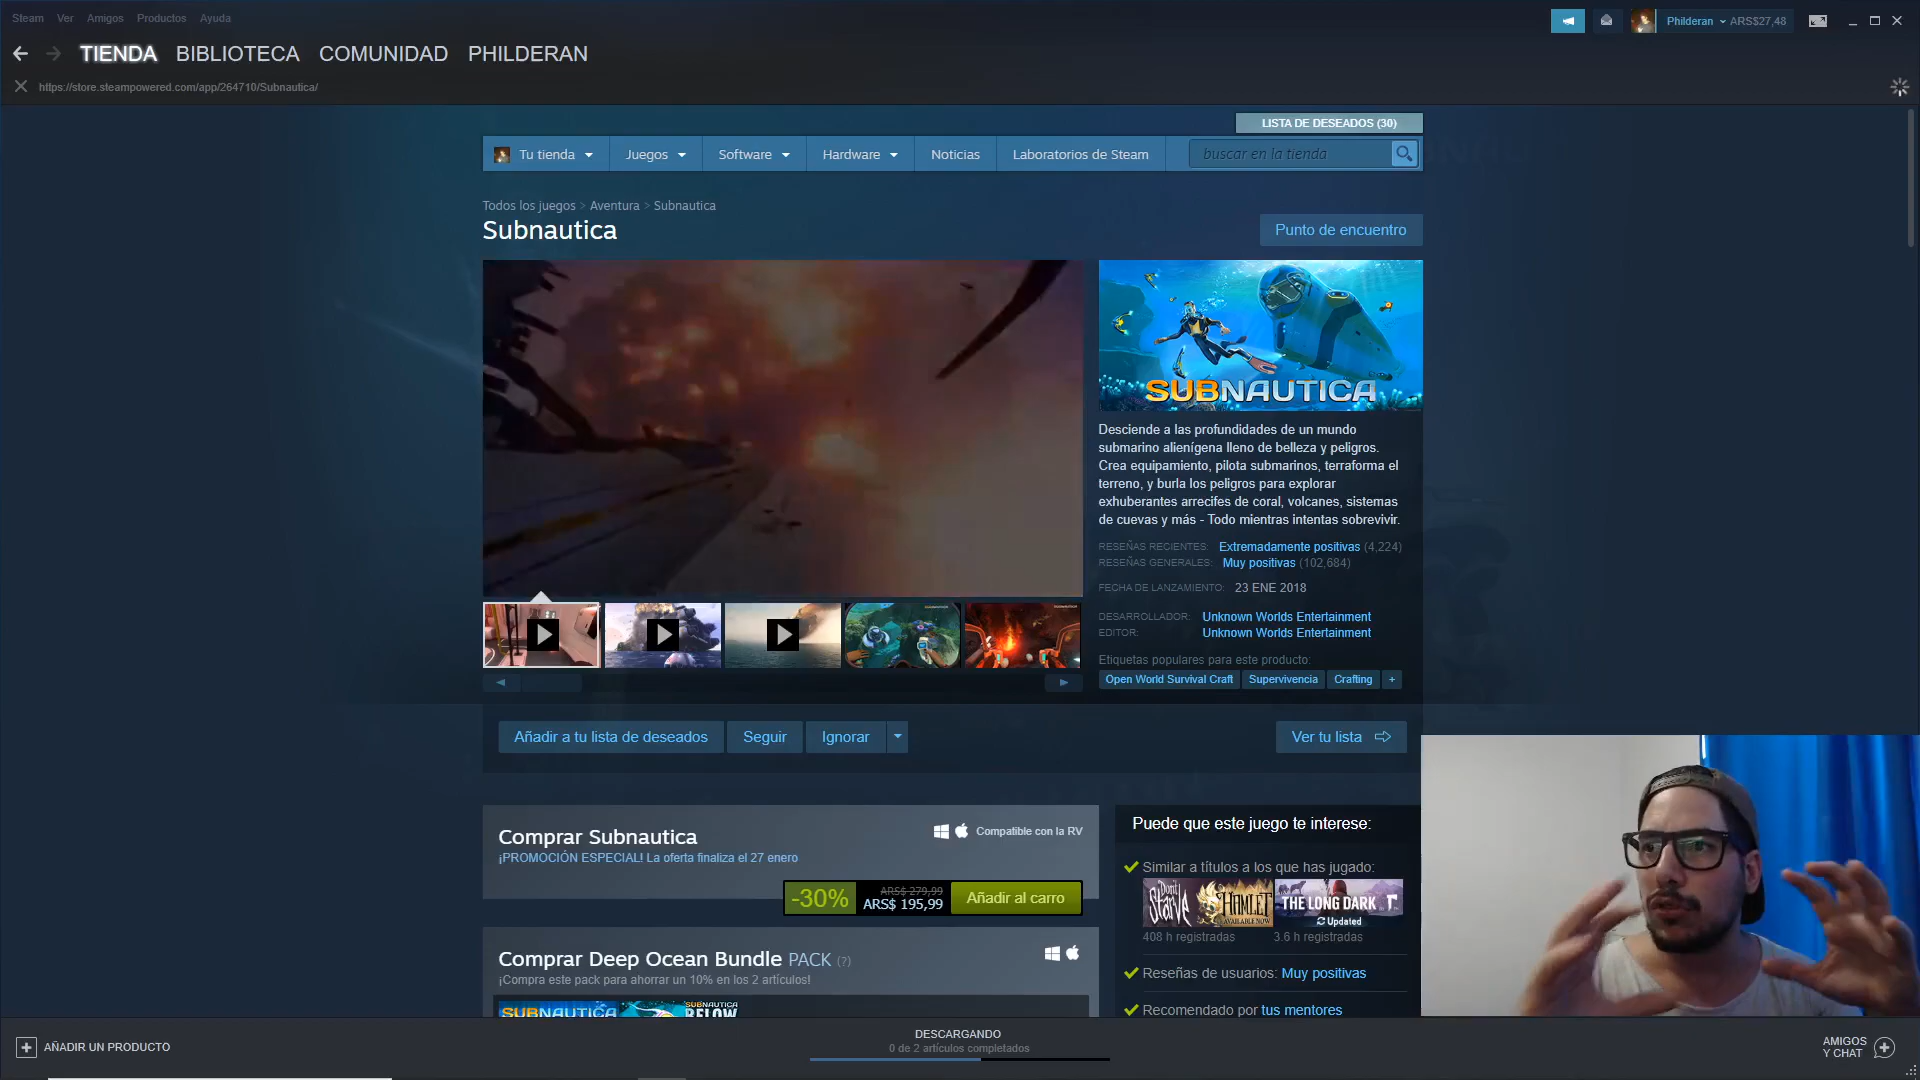 Steam Ver Amigos Productos Ayuda
Philderan ARS$27,48
TIENDA BIBLIOTECA COMUNIDAD PHILDERAN
https://store.steampowered.com/app/264710/Subnautica/
LISTA DE DESEADOS (30)
Tu tienda Juegos Software Hardware Noticias Laboratorios de Steam buscar en la tienda
Todos los juegos > Aventura > Subnautica
Subnautica
Punto de encuentro
SUBNAUTICA
Desciende a las profundidades de un mundo
submarino alienígena lleno de belleza y peligros.
Crea equipamiento, pilota submarinos, terraforma el
terreno, y burla los peligros para explorar
exhuberantes arrecifes de coral, volcanes, sistemas
de cuevas y más - Todo mientras intentas sobrevivir.
RESEÑAS RECIENTES: Extremadamente positivas (4,224)
RESEÑAS GENERALES: Muy positivas (102,684)
FECHA DE LANZAMIENTO: 23 ENE 2018
DESARROLLADOR: Unknown Worlds Entertainment
EDITOR: Unknown Worlds Entertainment
Etiquetas populares para este producto:
Open World Survival Craft Supervivencia Crafting +
Añadir a tu lista de deseados Seguir Ignorar Ver tu lista
Comprar Subnautica
Compatible con la RV
¡PROMOCIÓN ESPECIAL! La oferta finaliza el 27 enero
-30% ARS$ 279,99 ARS$ 195,99 Añadir al carro
Comprar Deep Ocean Bundle PACK (?)
¡Compra este pack para ahorrar un 10% en los 2 artículos!
SUBNAUTICA SUBNAUTICA BELOW
Puede que este juego te interese:
Similar a títulos a los que has jugado:
Don't Starve HAMLET AVAILABLE NOW THE LONG DARK Updated
408 h registradas 3.6 h registradas
Reseñas de usuarios: Muy positivas
Recomendado por tus mentores
AÑADIR UN PRODUCTO
DESCARGANDO
0 de 2 artículos completados
AMIGOS
Y CHAT